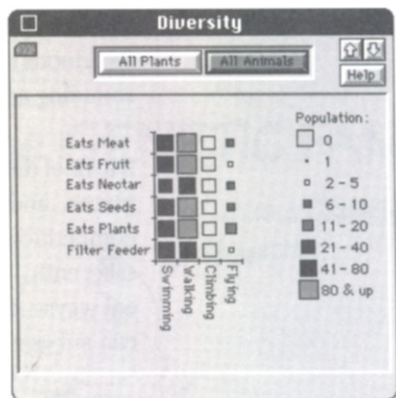 Diversity
All Plants All Animals
Help
Population:
0
1
2 - 5
6 - 10
11 - 20
21 - 40
41 - 80
80 & up
Eats Meat
Eats Fruit
Eats Nectar
Eats Seeds
Eats Plants
Filter Feeder
Swimming
Walking
Climbing
Flying